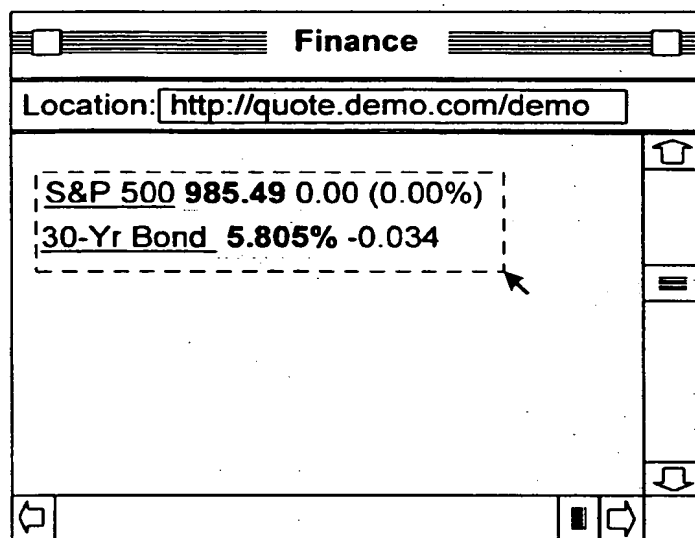 Finance
Location: http://quote.demo.com/demo
S&P 500 985.49 0.00 (0.00%)
30-Yr Bond 5.805% -0.034